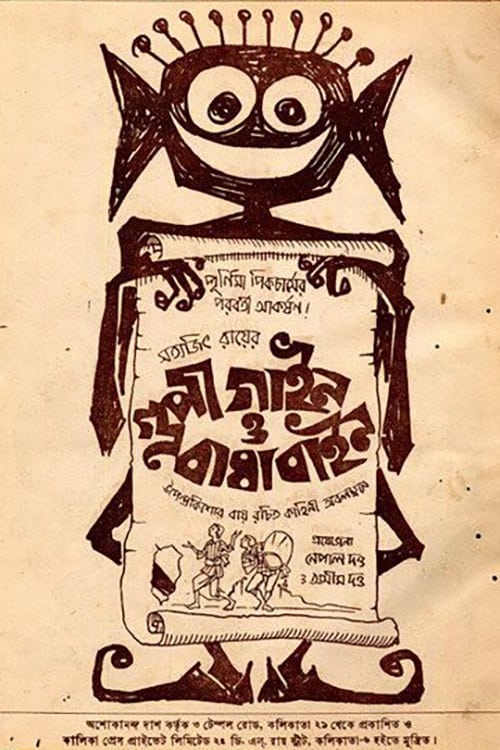 পূর্ণিমা পিকচার্সের
পরবর্তী আকর্ষন!
সত্যজিৎ রায়ের
গুপী গাইন
ও
বাঘা বাইন
উপেন্দ্রকিশোর রায় রচিত কাহিনী অবলম্বনে
প্রযোজনা
নেপাল দত্ত
ও অসীম দত্ত
অশোকানন্দ দাশ কর্তৃক ৩ টেম্পল রোড, কলিকাতা ২৯ থেকে প্রকাশিত ও
কালিকা প্রেস প্রাইভেট লিমিটেড ২৫ ডি. এল. রায় স্ট্রীট, কলিকাতা-৬ হইতে মুদ্রিত।